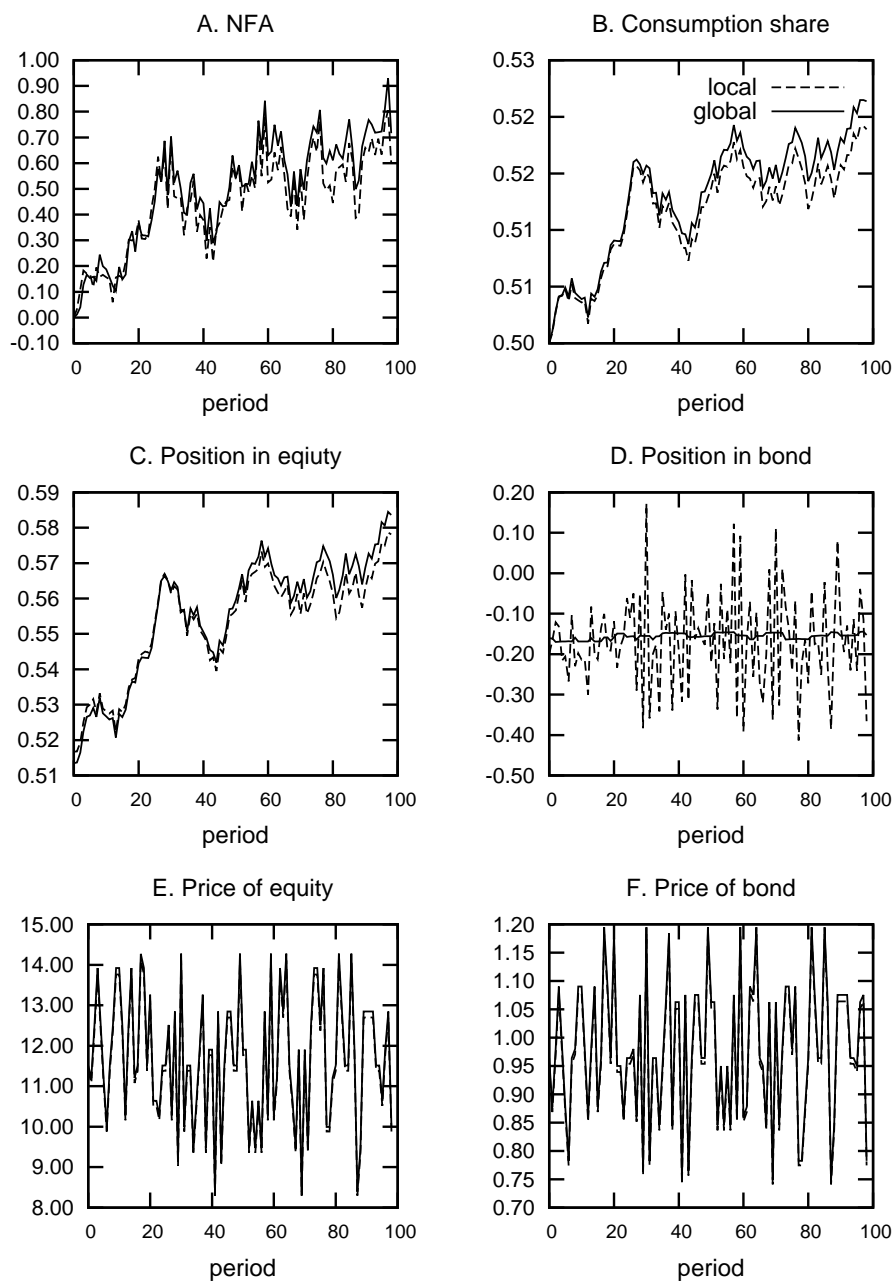 A. NFA
1.00
0.90
0.80
0.70
0.60
0.50
0.40
0.30
0.20
0.10
0.00
-0.10
0 20 40 60 80 100
period
B. Consumption share
local
global
0.53
0.52
0.52
0.51
0.51
0.50
0 20 40 60 80 100
period
C. Position in eqiuty
0.59
0.58
0.57
0.56
0.55
0.54
0.53
0.52
0.51
0 20 40 60 80 100
period
D. Position in bond
0.20
0.10
0.00
-0.10
-0.20
-0.30
-0.40
-0.50
0 20 40 60 80 100
period
E. Price of equity
15.00
14.00
13.00
12.00
11.00
10.00
9.00
8.00
0 20 40 60 80 100
period
F. Price of bond
1.20
1.15
1.10
1.05
1.00
0.95
0.90
0.85
0.80
0.75
0.70
0 20 40 60 80 100
period